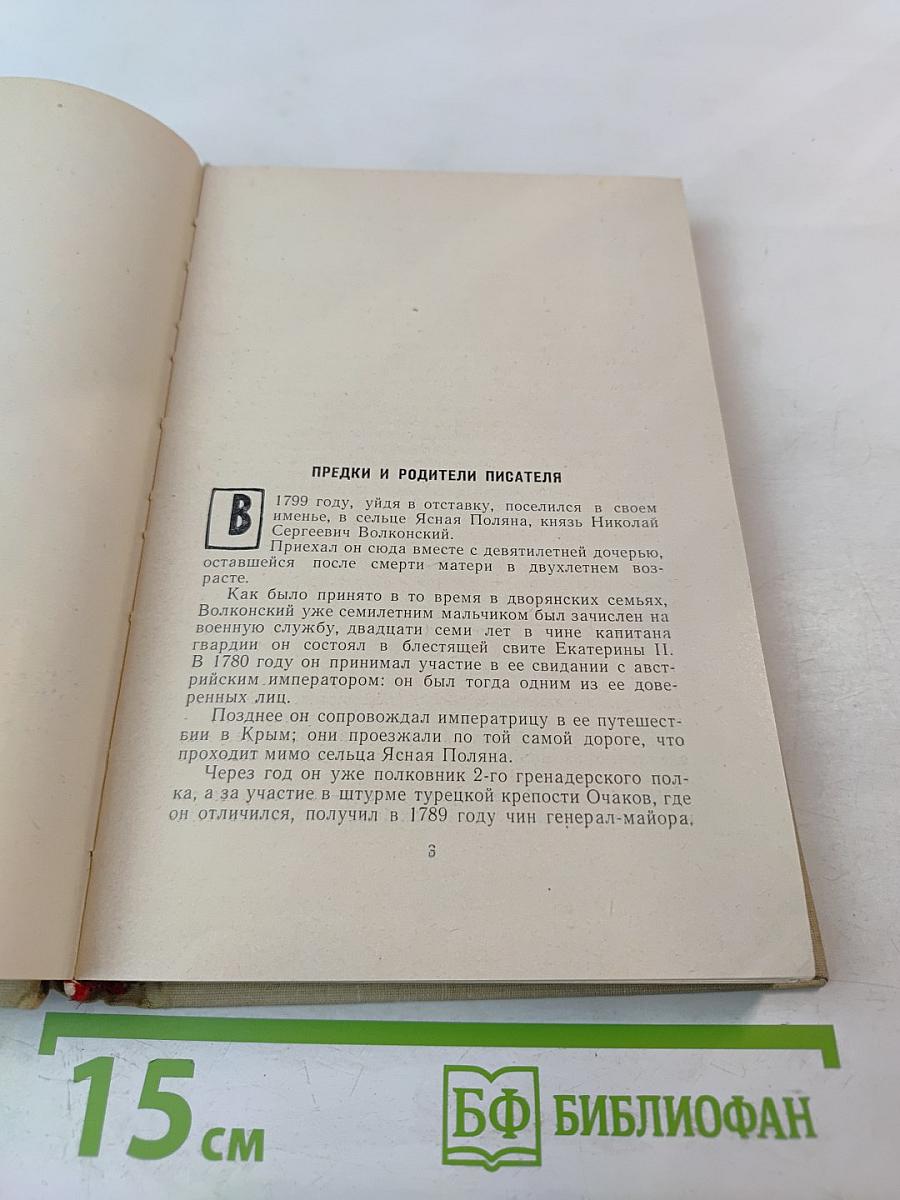 ПРЕДКИ И РОДИТЕЛИ ПИСАТЕЛЯ
В 1799 году, уйдя в отставку, поселился в своем
именье, в сельце Ясная Поляна, князь Николай
Сергеевич Волконский.
Приехал он сюда вместе с девятилетней дочерью,
оставшейся после смерти матери в двухлетнем воз-
расте.
Как было принято в то время в дворянских семьях,
Волконский уже семилетним мальчиком был зачислен на
военную службу, двадцати семи лет в чине капитана
гвардии он состоял в блестящей свите Екатерины II.
В 1780 году он принимал участие в ее свидании с авст-
рийским императором: он был тогда одним из ее дове-
ренных лиц.
Позднее он сопровождал императрицу в ее путешест-
вии в Крым; они проезжали по той самой дороге, что
проходит мимо сельца Ясная Поляна.
Через год он уже полковник 2-го гренадерского пол-
ка, а за участие в штурме турецкой крепости Очаков, где
он отличился, получил в 1789 году чин генерал-майора,
3
15 см
БФ БИБЛИОФАН